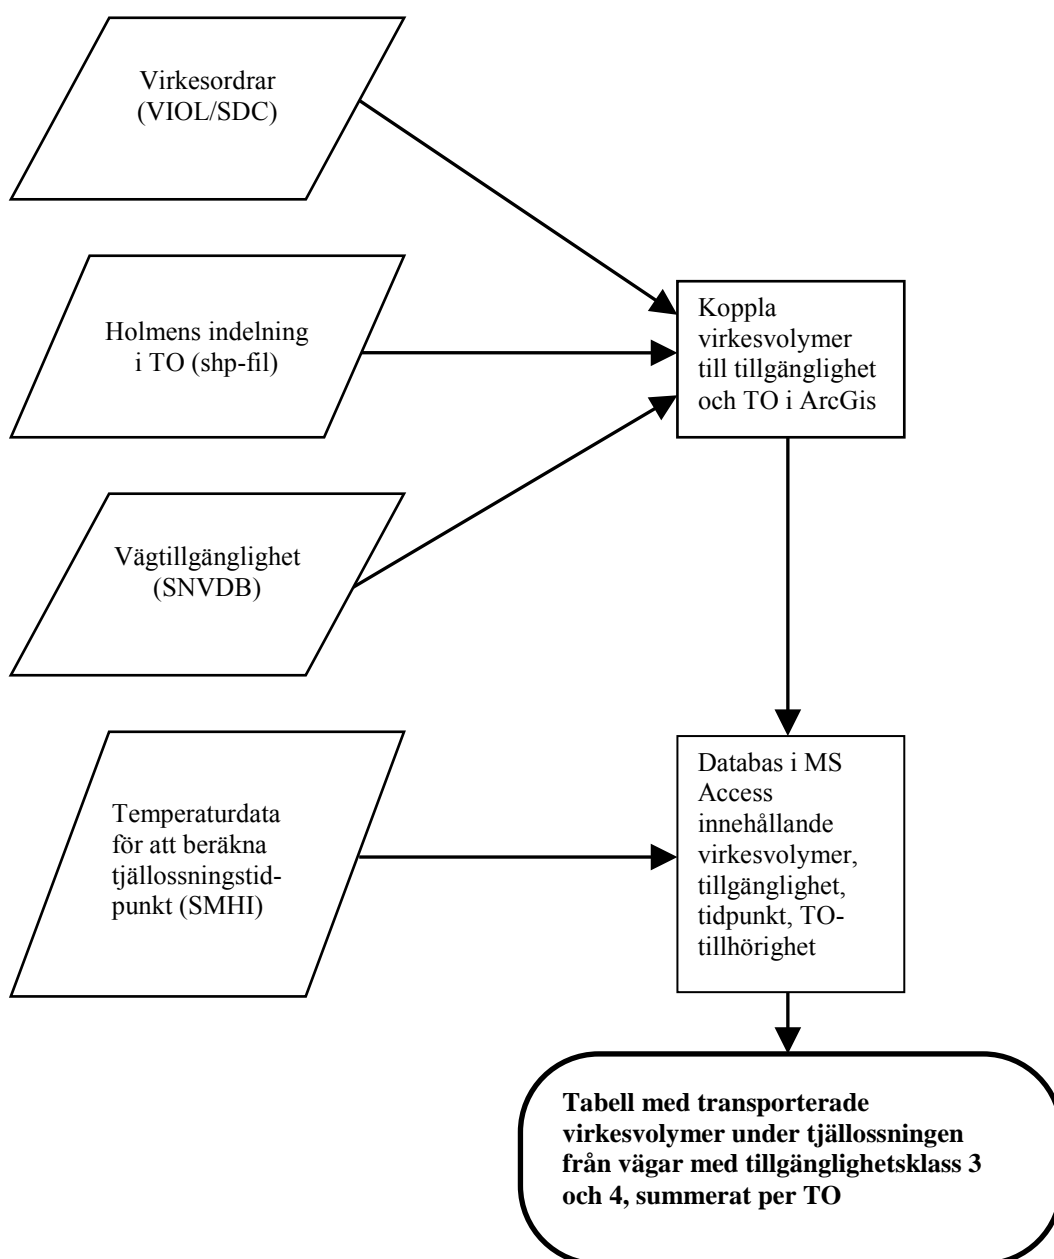 Virkesordrar
(VIOL/SDC)
Holmens indelning
i TO (shp-fil)
Koppla
virkesvolymer
till tillgänglighet
och TO i ArcGis
Vägtillgänglighet
(SNVDB)
Temperaturdata
för att beräkna
tjällossningstid-
punkt (SMHI)
Databas i MS
Access
innehållande
virkesvolymer,
tillgänglighet,
tidpunkt, TO-
tillhörighet
Tabell med transporterade
virkesvolymer under tjällossningen
från vägar med tillgänglighetsklass 3
och 4, summerat per TO